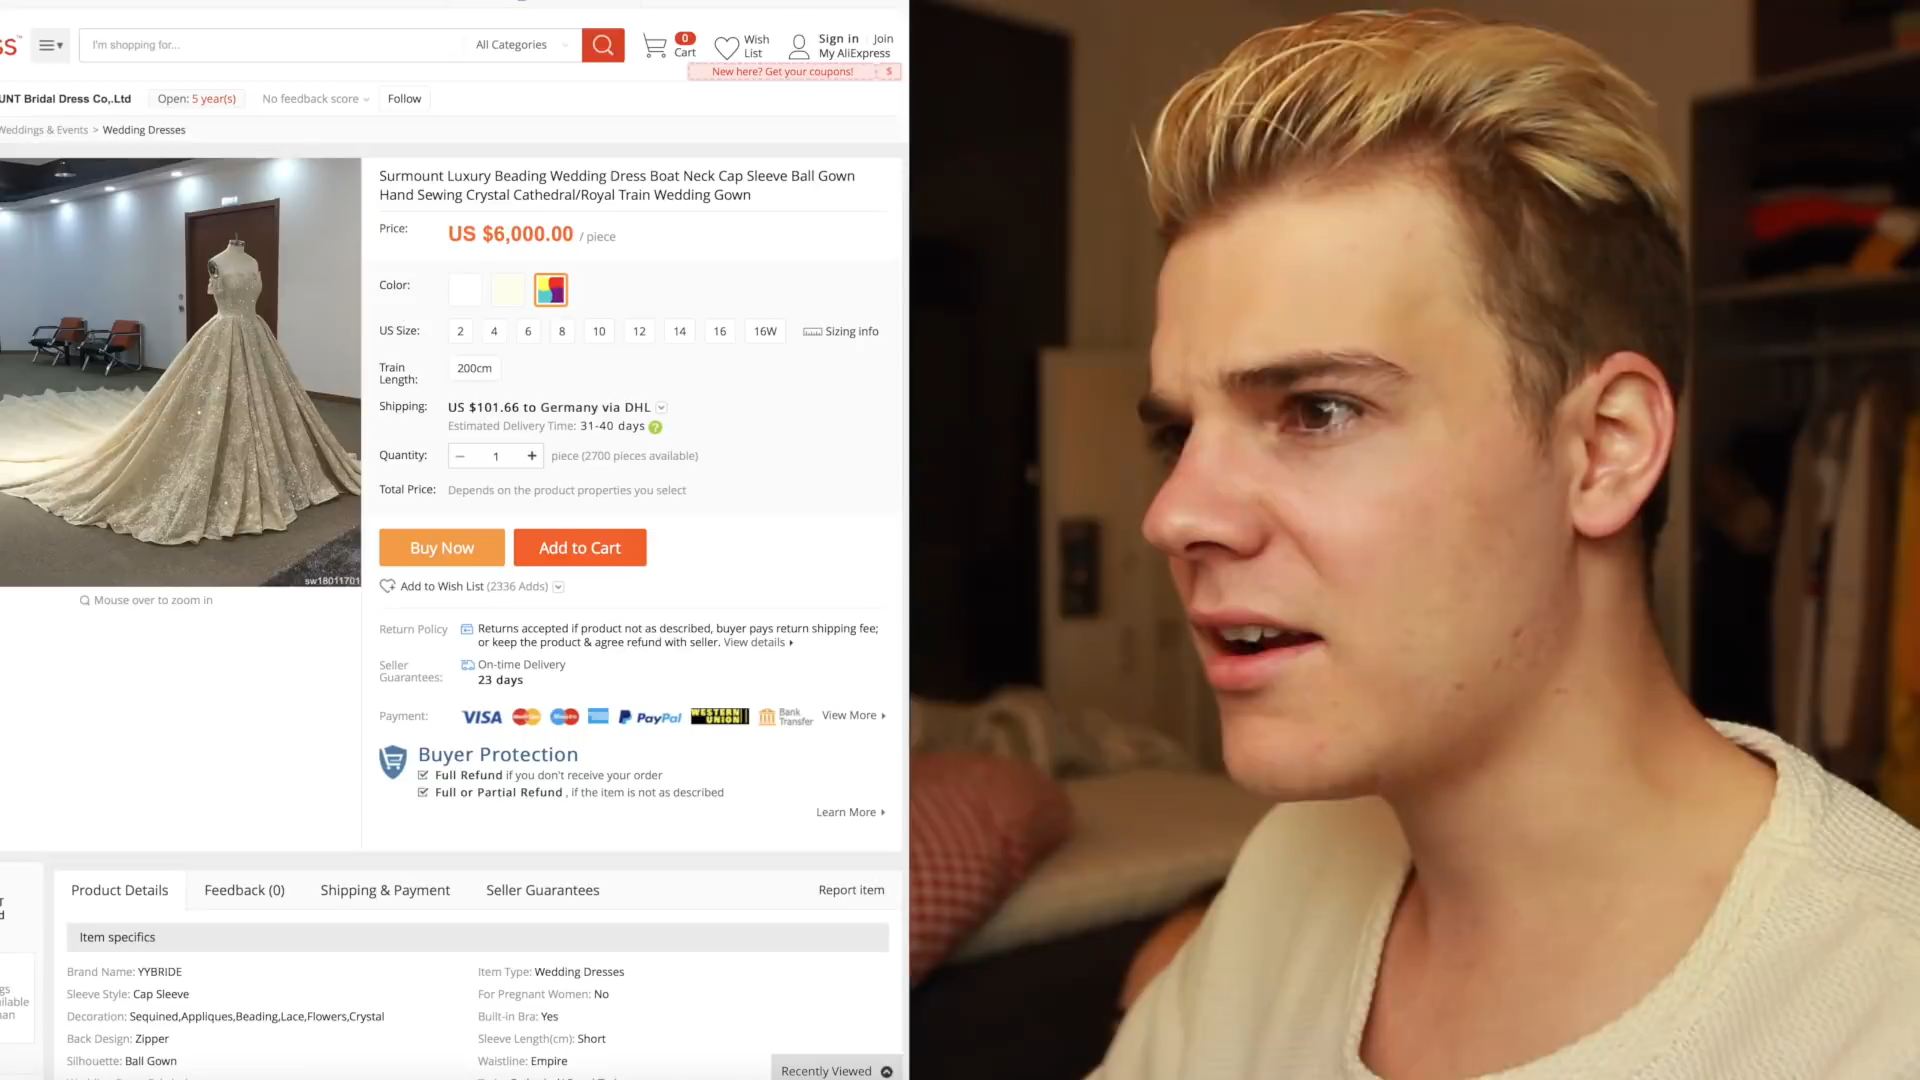 I'm shopping for...
All Categories
0
Cart
Wish
List
Sign in Join
My AliExpress
New here? Get your coupons! $
UNT Bridal Dress Co,.Ltd
Open: 5 year(s)
No feedback score
Follow
Weddings & Events > Wedding Dresses
Surmount Luxury Beading Wedding Dress Boat Neck Cap Sleeve Ball Gown
Hand Sewing Crystal Cathedral/Royal Train Wedding Gown
Price: US $6,000.00 / piece
Color:
US Size: 2 4 6 8 10 12 14 16 16W Sizing info
Train
Length:
200cm
Shipping: US $101.66 to Germany via DHL
Estimated Delivery Time: 31-40 days ?
Quantity: − 1 + piece (2700 pieces available)
Total Price: Depends on the product properties you select
Buy Now
Add to Cart
sw18011701
Mouse over to zoom in
Add to Wish List (2336 Adds)
Return Policy
Returns accepted if product not as described, buyer pays return shipping fee;
or keep the product & agree refund with seller. View details
Seller
Guarantees:
On-time Delivery
23 days
Payment: VISA MasterCard Maestro PayPal WESTERN UNION Bank Transfer View More
Buyer Protection
Full Refund if you don't receive your order
Full or Partial Refund , if the item is not as described
Learn More
Product Details
Feedback (0)
Shipping & Payment
Seller Guarantees
Report item
Item specifics
Brand Name: YYBRIDE
Item Type: Wedding Dresses
Sleeve Style: Cap Sleeve
For Pregnant Women: No
Decoration: Sequined,Appliques,Beading,Lace,Flowers,Crystal
Built-in Bra: Yes
Back Design: Zipper
Sleeve Length(cm): Short
Silhouette: Ball Gown
Waistline: Empire
Recently Viewed